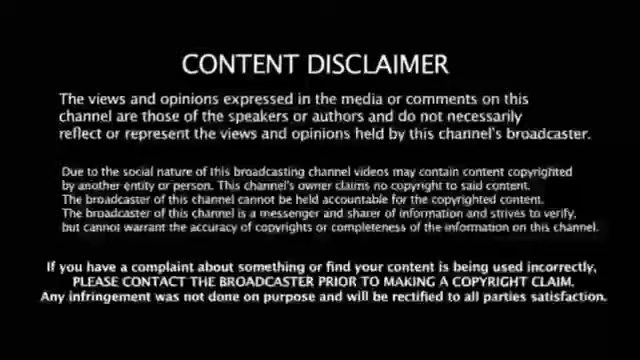 CONTENT DISCLAIMER
The views and opinions expressed in the media or comments on this
channel are those of the speakers or authors and do not necessarily
reflect or represent the views and opinions held by this channel's broadcaster.
Due to the social nature of this broadcasting channel videos may contain content copyrighted
by another entity or person. This channel's owner claims no copyright to said content.
The broadcaster of this channel cannot be held accountable for the copyrighted content.
The broadcaster of this channel is a messenger and sharer of information and strives to verify,
but cannot warrant the accuracy of copyrights or completeness of the information on this channel.
If you have a complaint about something or find your content is being used incorrectly,
PLEASE CONTACT THE BROADCASTER PRIOR TO MAKING A COPYRIGHT CLAIM.
Any infringement was not done on purpose and will be rectified to all parties satisfaction.